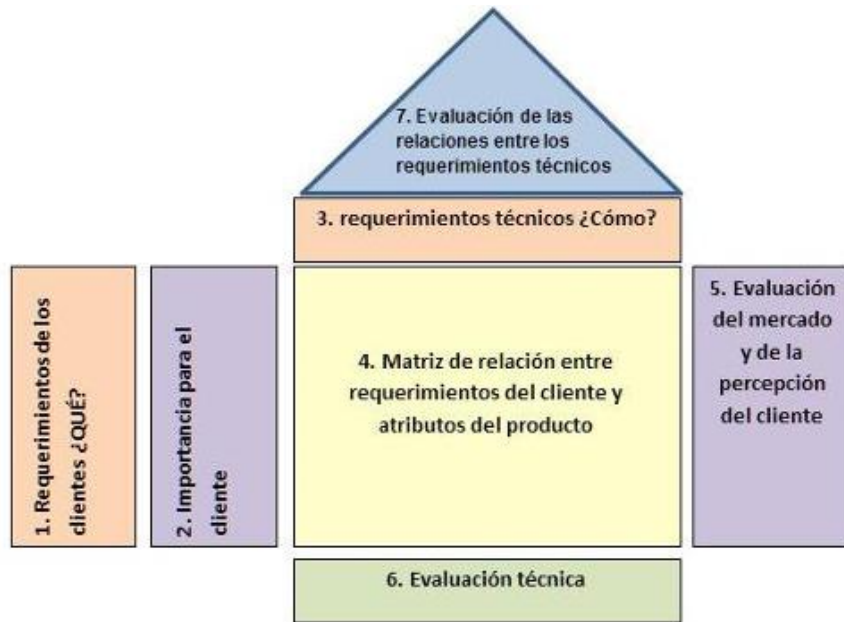 7. Evaluación de las
relaciones entre los
requerimientos técnicos
3. requerimientos técnicos ¿Cómo?
1. Requerimientos de los
clientes ¿QUÉ?
2. Importancia para el
cliente
4. Matriz de relación entre
requerimientos del cliente y
atributos del producto
5. Evaluación
del mercado
y de la
percepción
del cliente
6. Evaluación técnica